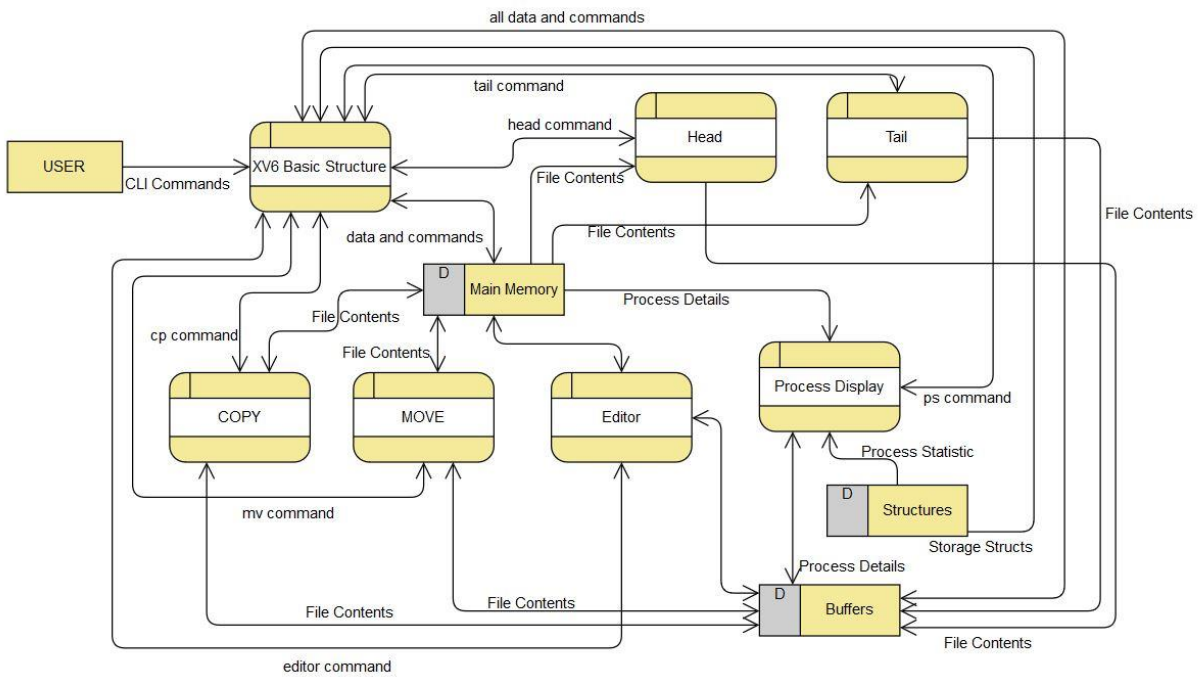 all data and commands
tail command
head command
Head
Tail
USER
XV6 Basic Structure
CLI Commands
File Contents
File Contents
File Contents
data and commands
D
Main Memory
Process Details
File Contents
cp command
File Contents
Process Display
ps command
COPY
MOVE
Editor
Process Statistic
D
Structures
mv command
Storage Structs
Process Details
D
Buffers
File Contents
File Contents
File Contents
editor command